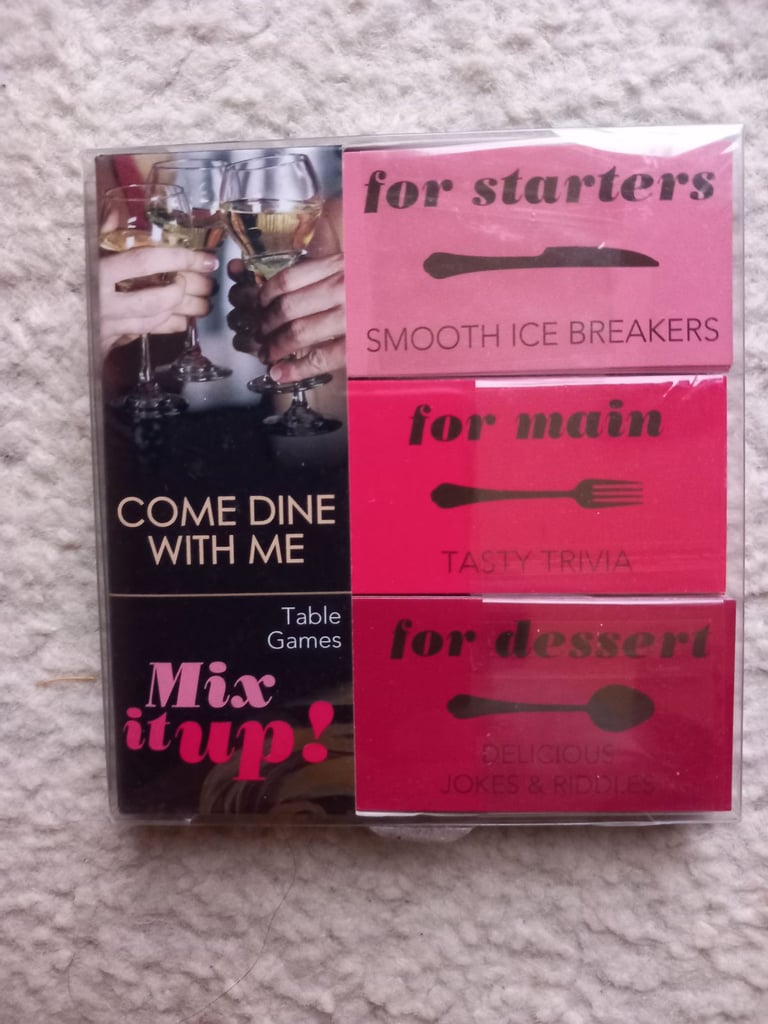 COME DINE
WITH ME
Table
Games
Mix
it up!
for starters
SMOOTH ICE BREAKERS
for main
TASTY TRIVIA
for dessert
DELICIOUS
JOKES & RIDDLES